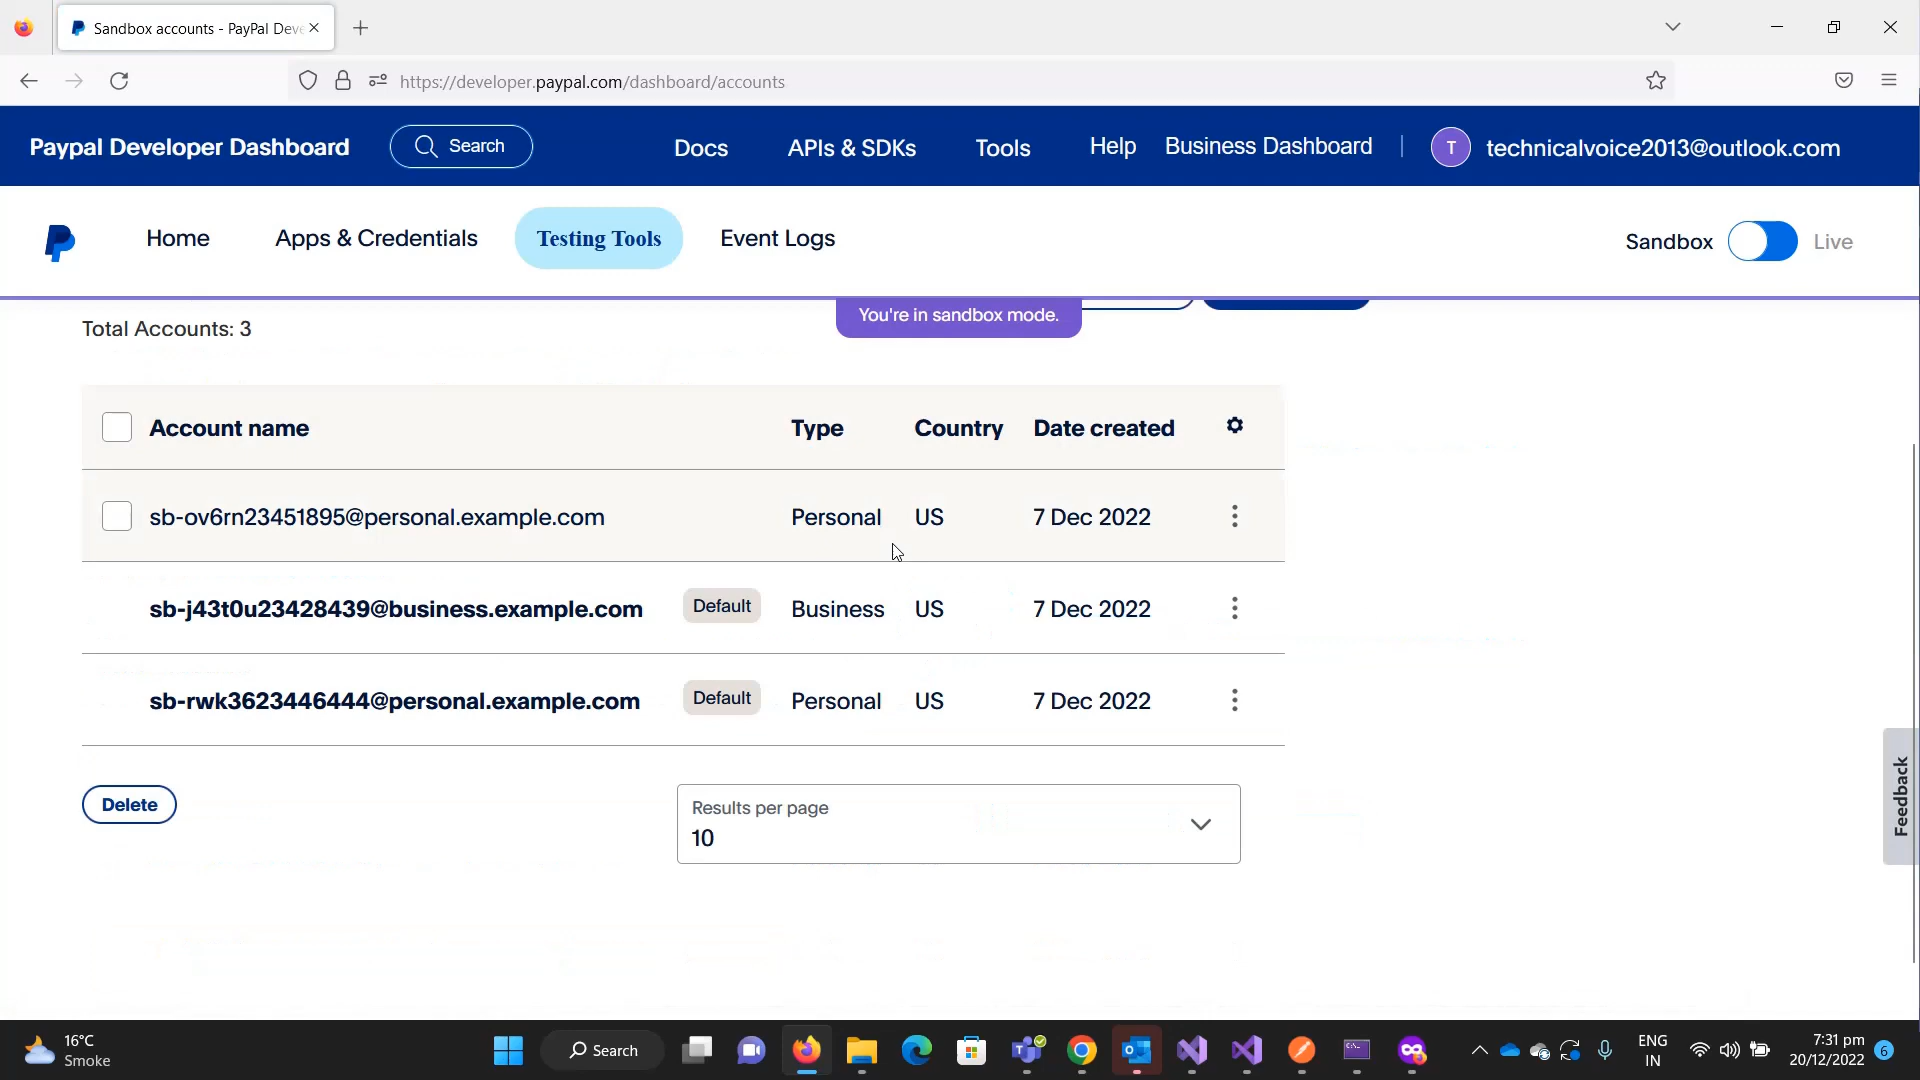 Sandbox accounts - PayPal Deve
https://developer.paypal.com/dashboard/accounts
Paypal Developer Dashboard
Search
Docs
APIs & SDKs
Tools
Help
Business Dashboard
T
technicalvoice2013@outlook.com
Home
Apps & Credentials
Testing Tools
Event Logs
Sandbox
Live
You're in sandbox mode.
Total Accounts: 3
Account name Type Country Date created
sb-ov6rn23451895@personal.example.com Personal US 7 Dec 2022
sb-j43t0u23428439@business.example.com Default Business US 7 Dec 2022
sb-rwk3623446444@personal.example.com Default Personal US 7 Dec 2022
Delete
Results per page
10
Feedback
16°C
Smoke
Search
ENG
IN
7:31 pm
20/12/2022
6